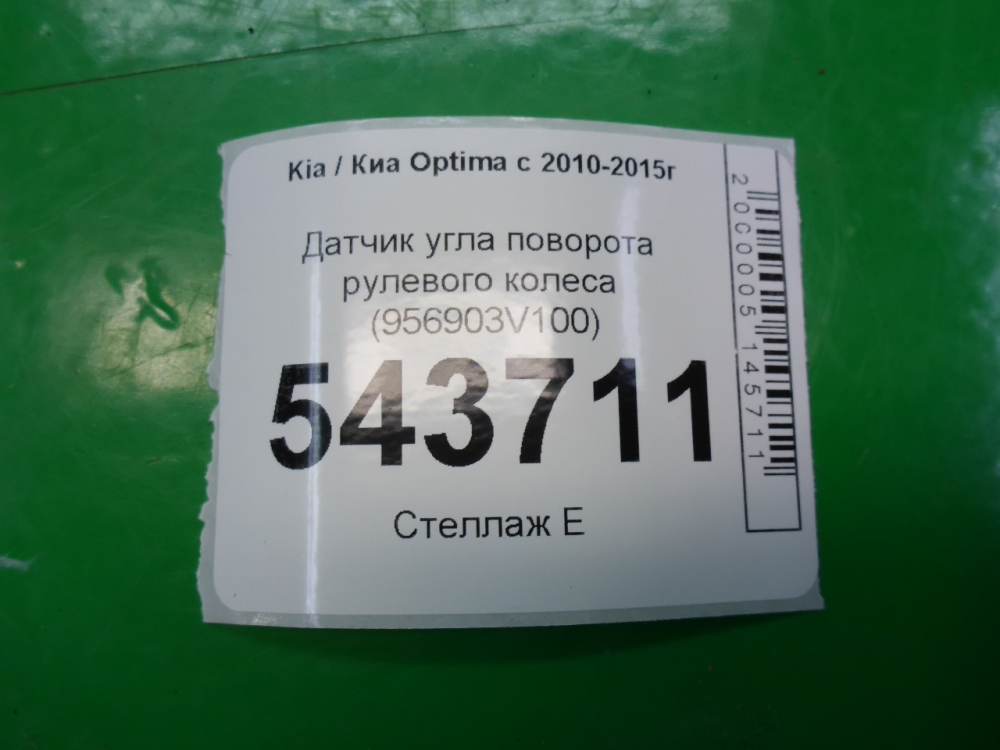 Kia / Киа Optima с 2010-2015г
Датчик угла поворота
рулевого колеса
(956903V100)
543711
Стеллаж E
2000005145711